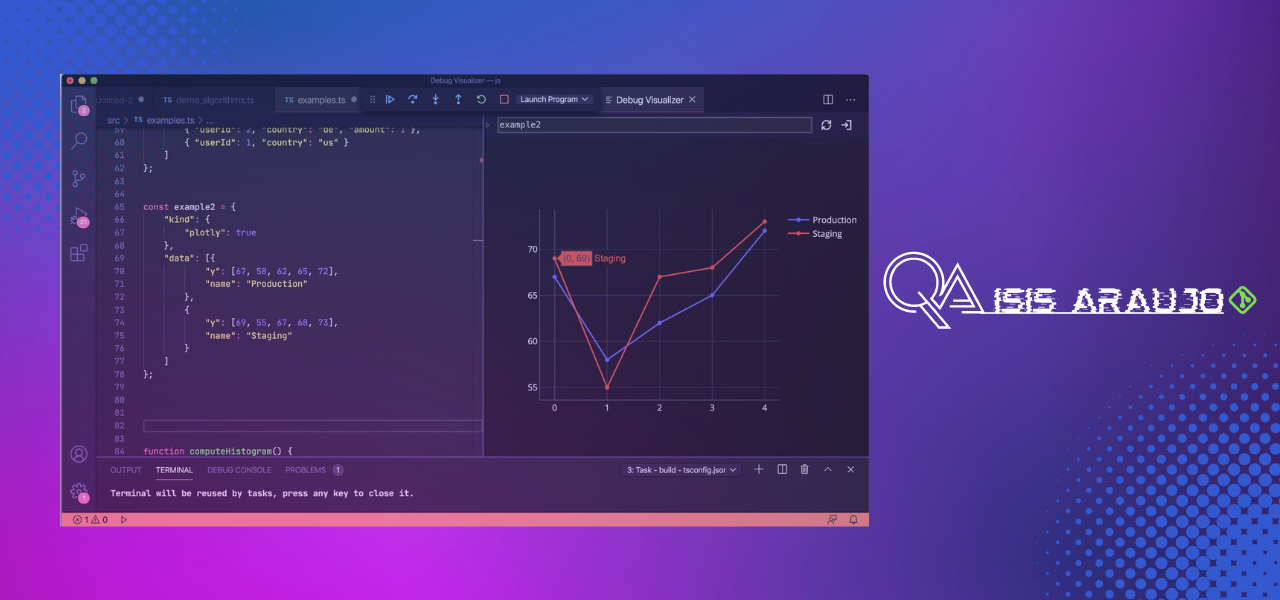 Debug Visualizer — js
Untitled-2 TS demo_algorithms.ts TS examples.ts Launch Program Debug Visualizer
src > TS examples.ts > ...
example2
59 { "userId": 2, "country": "de", "amount": 1 },
60 { "userId": 1, "country": "us" }
61 ]
62 };
63
64
65 const example2 = {
66 "kind": {
67 "plotly": true
68 },
69 "data": [{
70 "y": [67, 58, 62, 65, 72],
71 "name": "Production"
72 },
73 {
74 "y": [69, 55, 67, 68, 73],
75 "name": "Staging"
76 }
77 ]
78 };
79
80
81
82
83
84 function computeHistogram() {
Production
Staging
(0, 69) Staging
70
65
60
55
0 1 2 3 4
QA ISIS ARAUJO
OUTPUT TERMINAL DEBUG CONSOLE PROBLEMS 1 3: Task - build - tsconfig.json
Terminal will be reused by tasks, press any key to close it.
1 0
2
31
1